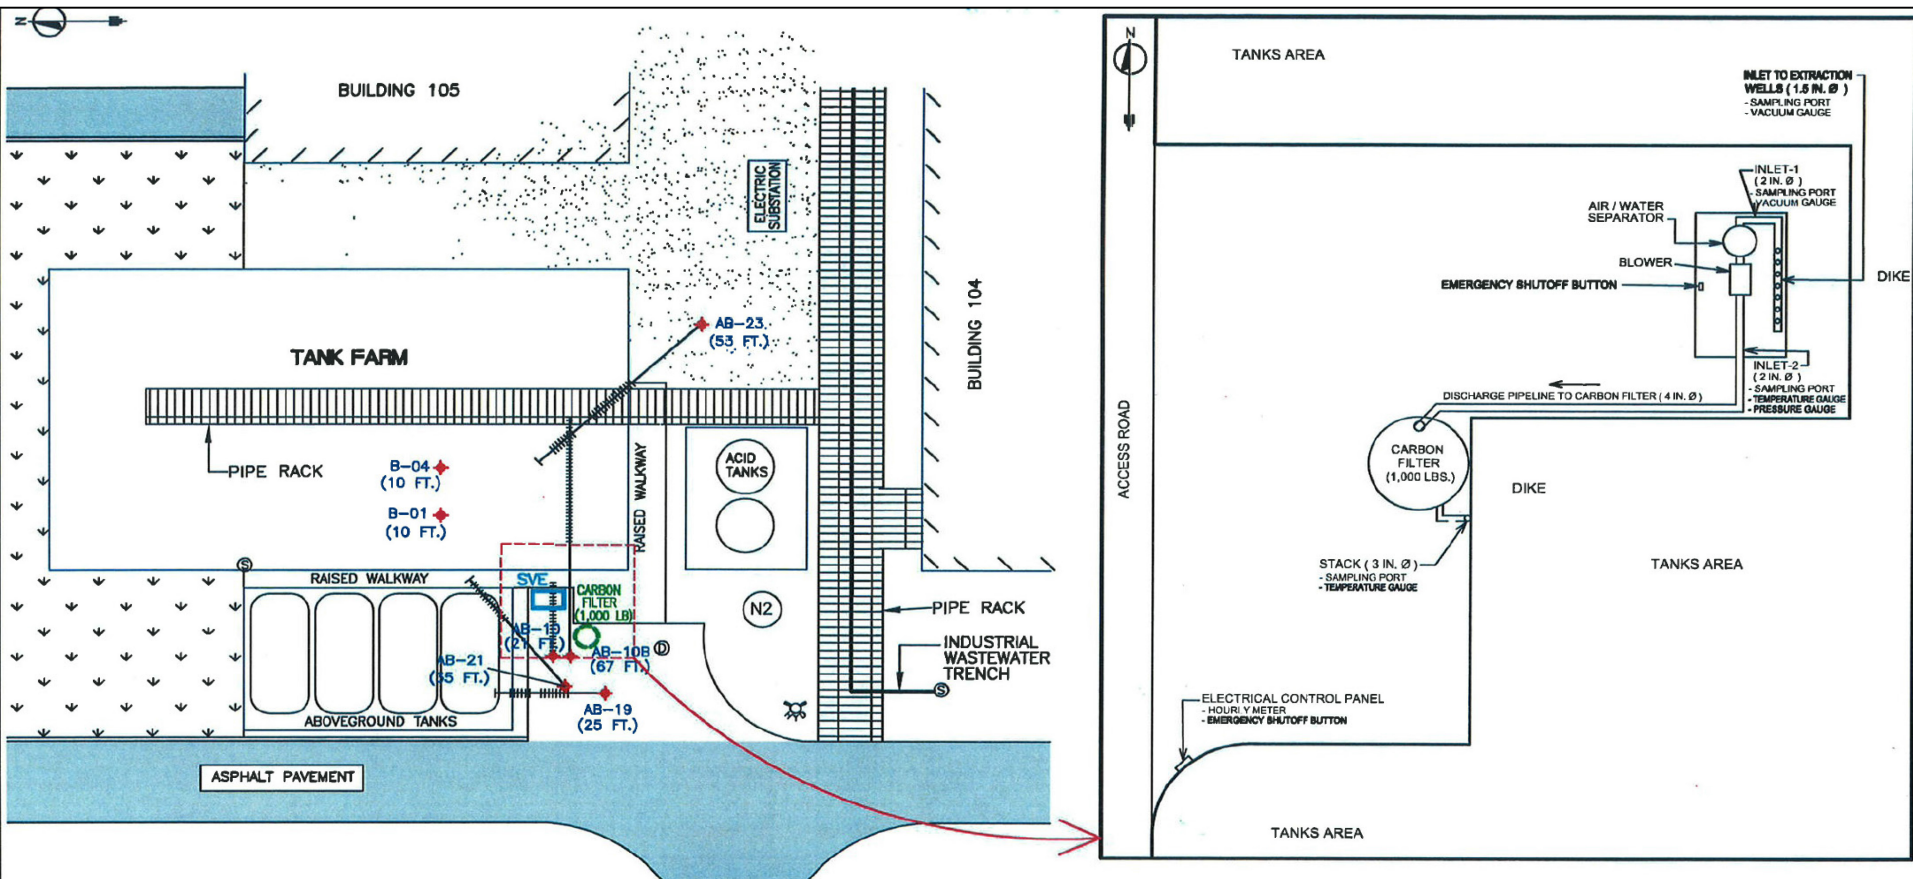 N
BUILDING 105
ELECTRIC
SUBSTATION
AB-23
(53 FT.)
BUILDING 104
TANK FARM
PIPE RACK
B-04
(10 FT.)
B-01
(10 FT.)
RAISED WALKWAY
ACID
TANKS
N2
S
RAISED WALKWAY
SVE
CARBON
FILTER
(1,000 LB)
AB-10B
(67 FT.)
D
AB-21
AB-19
(25 FT.)
ABOVEGROUND TANKS
PIPE RACK
INDUSTRIAL
WASTEWATER
TRENCH
S
ASPHALT PAVEMENT
N
TANKS AREA
INLET TO EXTRACTION
WELLS ( 1.5 IN. Ø )
- SAMPLING PORT
- VACUUM GAUGE
INLET-1
( 2 IN. Ø )
- SAMPLING PORT
VACUUM GAUGE
AIR / WATER
SEPARATOR
BLOWER
EMERGENCY SHUTOFF BUTTON
DIKE
INLET-2
( 2 IN. Ø )
- SAMPLING PORT
- TEMPERATURE GAUGE
- PRESSURE GAUGE
DISCHARGE PIPELINE TO CARBON FILTER ( 4 IN. Ø )
ACCESS ROAD
CARBON
FILTER
(1,000 LBS.)
DIKE
STACK ( 3 IN. Ø )
- SAMPLING PORT
- TEMPERATURE GAUGE
TANKS AREA
ELECTRICAL CONTROL PANEL
- HOURLY METER
- EMERGENCY SHUTOFF BUTTON
TANKS AREA